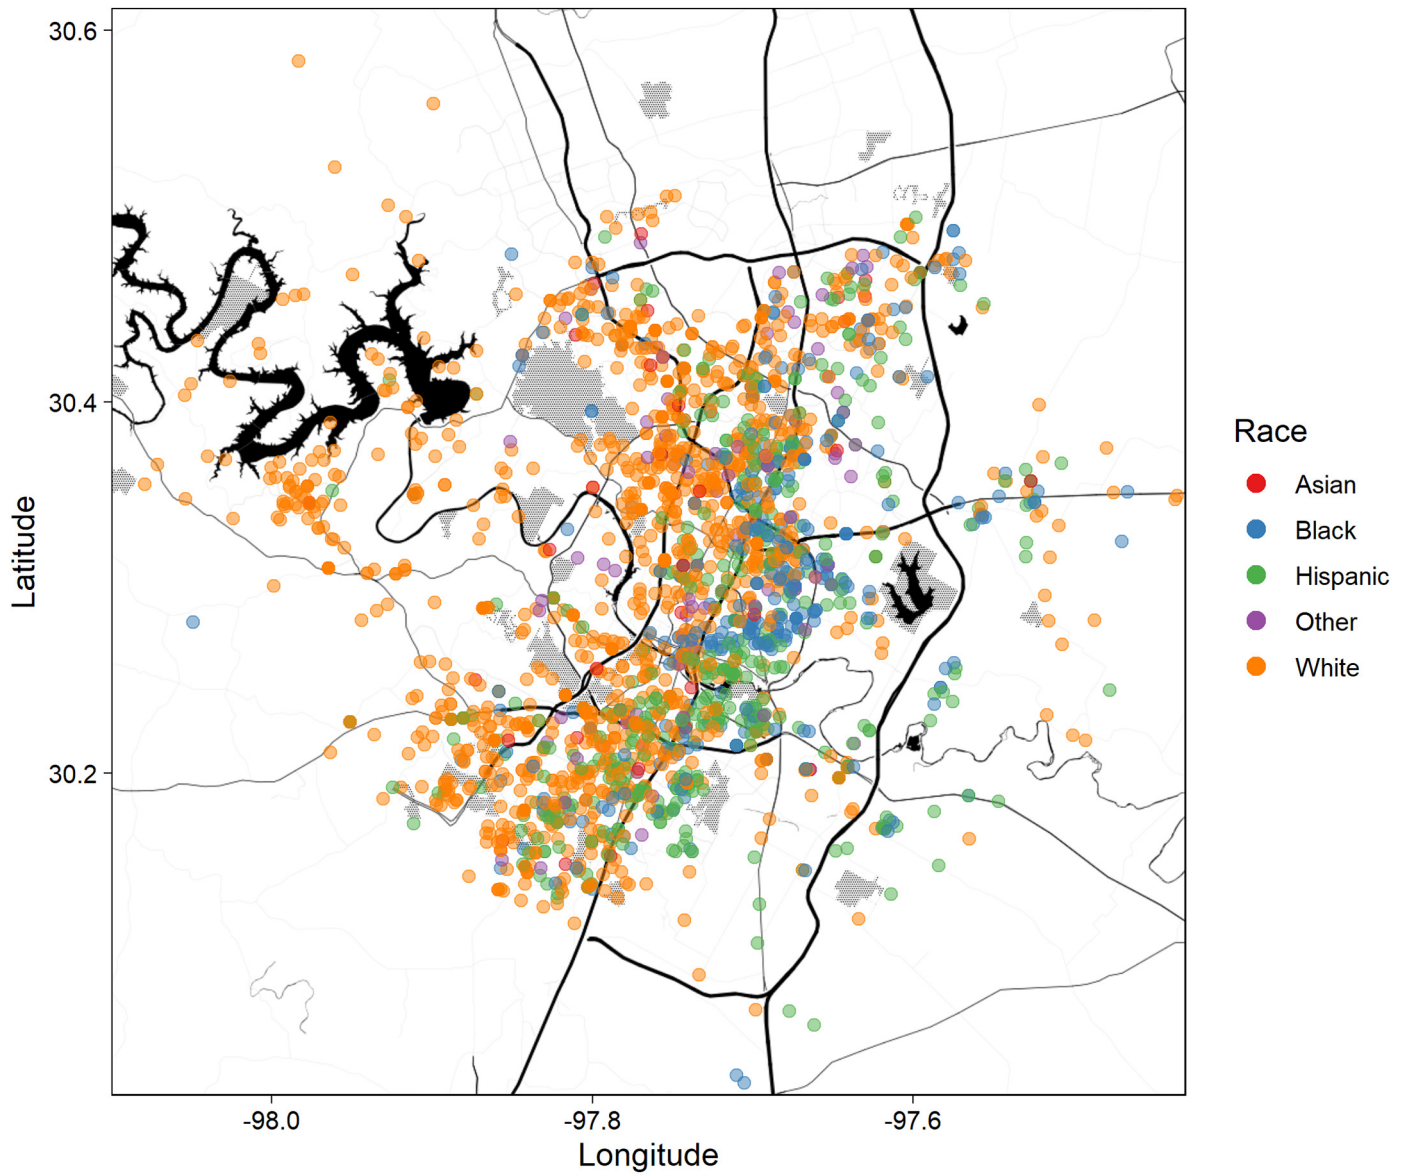 30.6
30.4
30.2
Latitude
-98.0
-97.8
-97.6
Longitude
Race
Asian
Black
Hispanic
Other
White